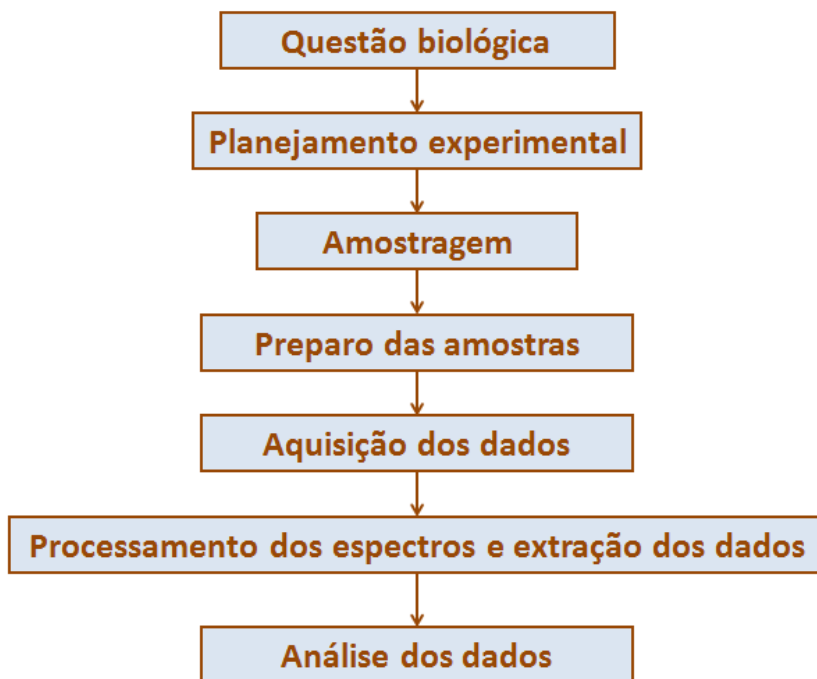 Questão biológica
Planejamento experimental
Amostragem
Preparo das amostras
Aquisição dos dados
Processamento dos espectros e extração dos dados
Análise dos dados